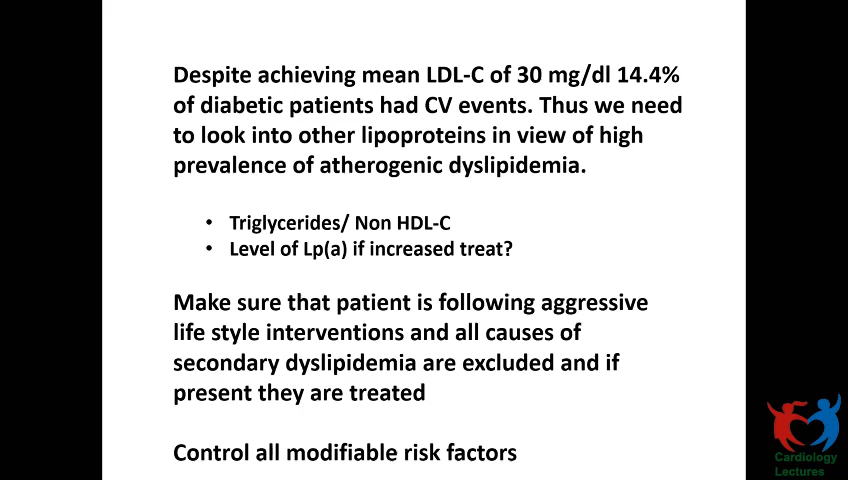 Despite achieving mean LDL-C of 30 mg/dl 14.4%
of diabetic patients had CV events. Thus we need
to look into other lipoproteins in view of high
prevalence of atherogenic dyslipidemia.
• Triglycerides/ Non HDL-C
• Level of Lp(a) if increased treat?
Make sure that patient is following aggressive
life style interventions and all causes of
secondary dyslipidemia are excluded and if
present they are treated
Control all modifiable risk factors
Cardiology
Lectures